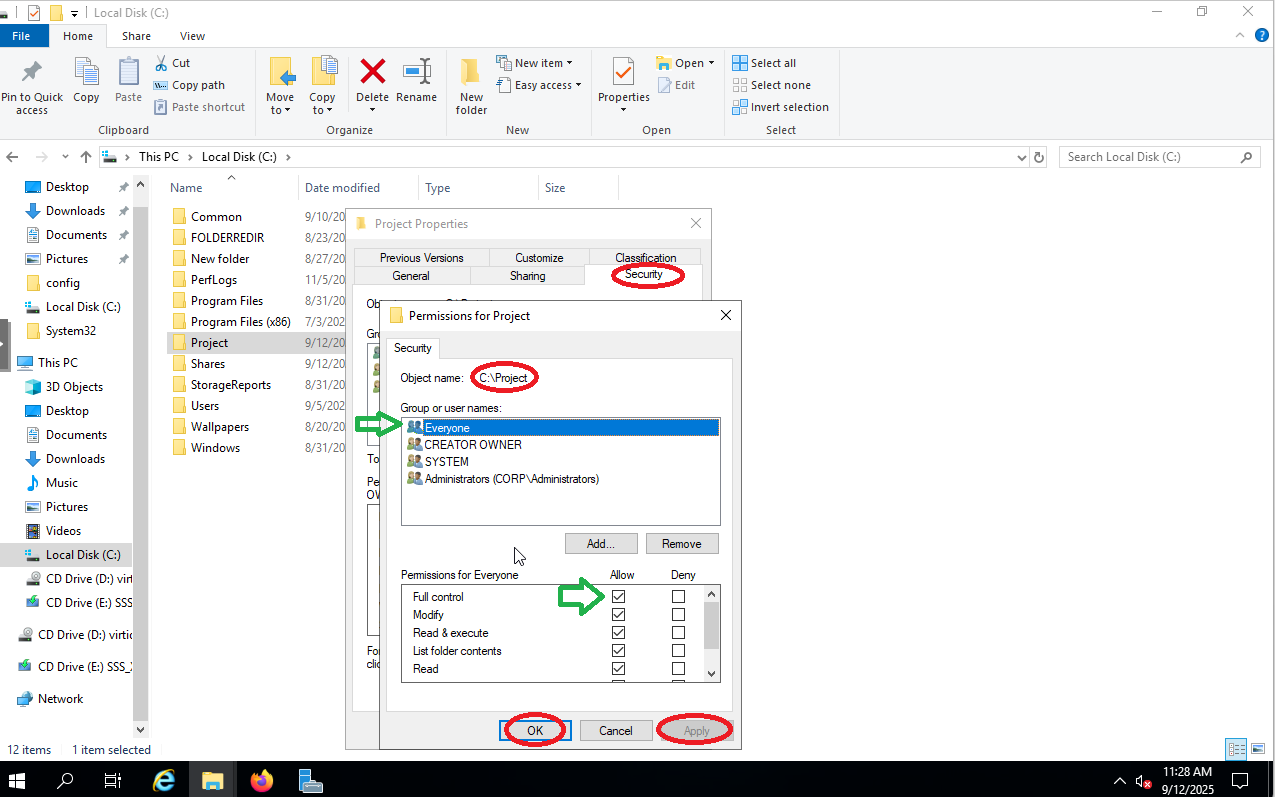 Local Disk (C:)
File Home Share View
Pin to Quick access
Copy
Paste
Cut
Copy path
Paste shortcut
Clipboard
Move to
Copy to
Delete
Rename
Organize
New folder
New item
Easy access
New
Properties
Open
Edit
Open
Select all
Select none
Invert selection
Select
This PC > Local Disk (C:) >
Search Local Disk (C:)
Desktop
Downloads
Documents
Pictures
config
Local Disk (C:)
System32
This PC
3D Objects
Desktop
Documents
Downloads
Music
Pictures
Videos
Local Disk (C:)
CD Drive (D:) virti
CD Drive (E:) SSS
CD Drive (D:) virtic
CD Drive (E:) SSS_
Network
Name Date modified Type Size
Common 9/10/20
FOLDERREDIR 8/23/20
New folder 8/27/20
PerfLogs 11/5/20
Program Files 8/31/20
Program Files (x86) 7/3/202
Project 9/12/20
Shares 9/12/20
StorageReports 8/31/20
Users 9/5/202
Wallpapers 8/20/20
Windows 8/31/20
Project Properties
Previous Versions Customize Classification
General Sharing Security
Gr
To
Pe
OW
For
clic
Permissions for Project
Security
Object name: C:\Project
Group or user names:
Everyone
CREATOR OWNER
SYSTEM
Administrators (CORP\Administrators)
Add... Remove
Permissions for Everyone Allow Deny
Full control
Modify
Read & execute
List folder contents
Read
OK Cancel Apply
12 items 1 item selected
11:28 AM
9/12/2025